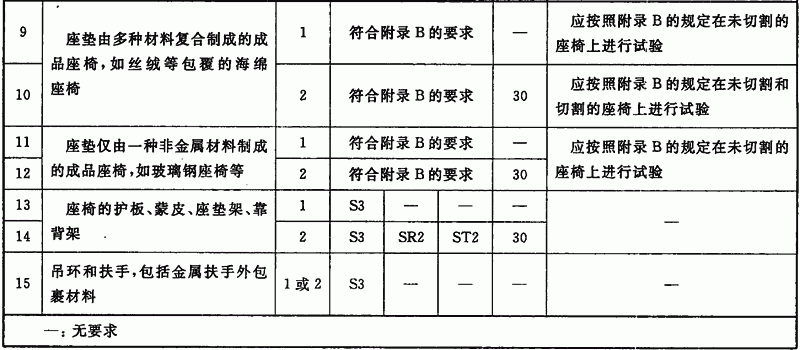 9 座垫由多种材料复合制成的成品座椅,如丝绒等包覆的海绵座椅 1 符合附录 B 的要求 — 应按照附录 B 的规定在未切割的座椅上进行试验
10 2 符合附录 B 的要求 30 应按照附录 B 的规定在未切割和切割的座椅上进行试验
11 座垫仅由一种非金属材料制成的成品座椅,如玻璃钢座椅等 1 符合附录 B 的要求 — 应按照附录 B 的规定在未切割的座椅上进行试验
12 2 符合附录 B 的要求 30
13 座椅的护板、蒙皮、座垫架、靠背架 1 S3 — — — —
14 2 S3 SR2 ST2 30
15 吊环和扶手,包括金属扶手外包裹材料 1 或 2 S3 — — — —
—: 无要求